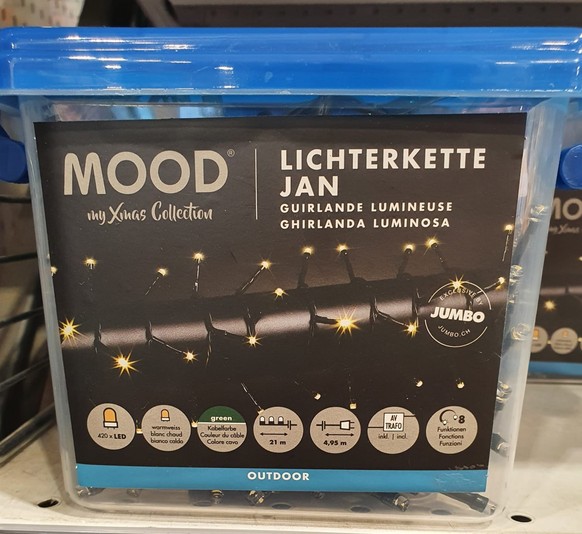 MOOD®
my Xmas Collection
LICHTERKETTE
JAN
GUIRLANDE LUMINEUSE
GHIRLANDA LUMINOSA
EXCLUSIVE BY
JUMBO
JUMBO.CH
420 x LED
warmweiss
blanc chaud
bianco caldo
green
Kabelfarbe
Couleur du câble
Colore cavo
21 m
4,95 m
AV
TRAFO
inkl. | incl.
8
Funktionen
Fonctions
Funzioni
OUTDOOR
MO